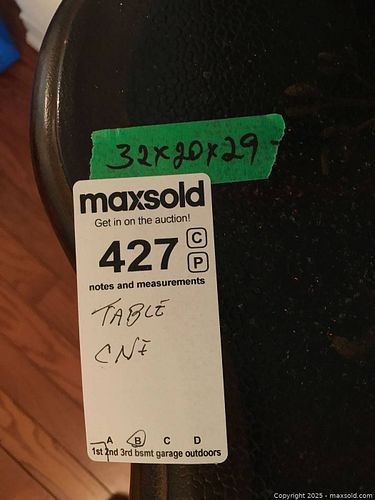 32x20x29
maxsold
Get in on the auction!
427
C
P
notes and measurements
TABLE
CNE
A B C D
1st 2nd 3rd bsmt garage outdoors
Copyright 2025 - maxsold.com